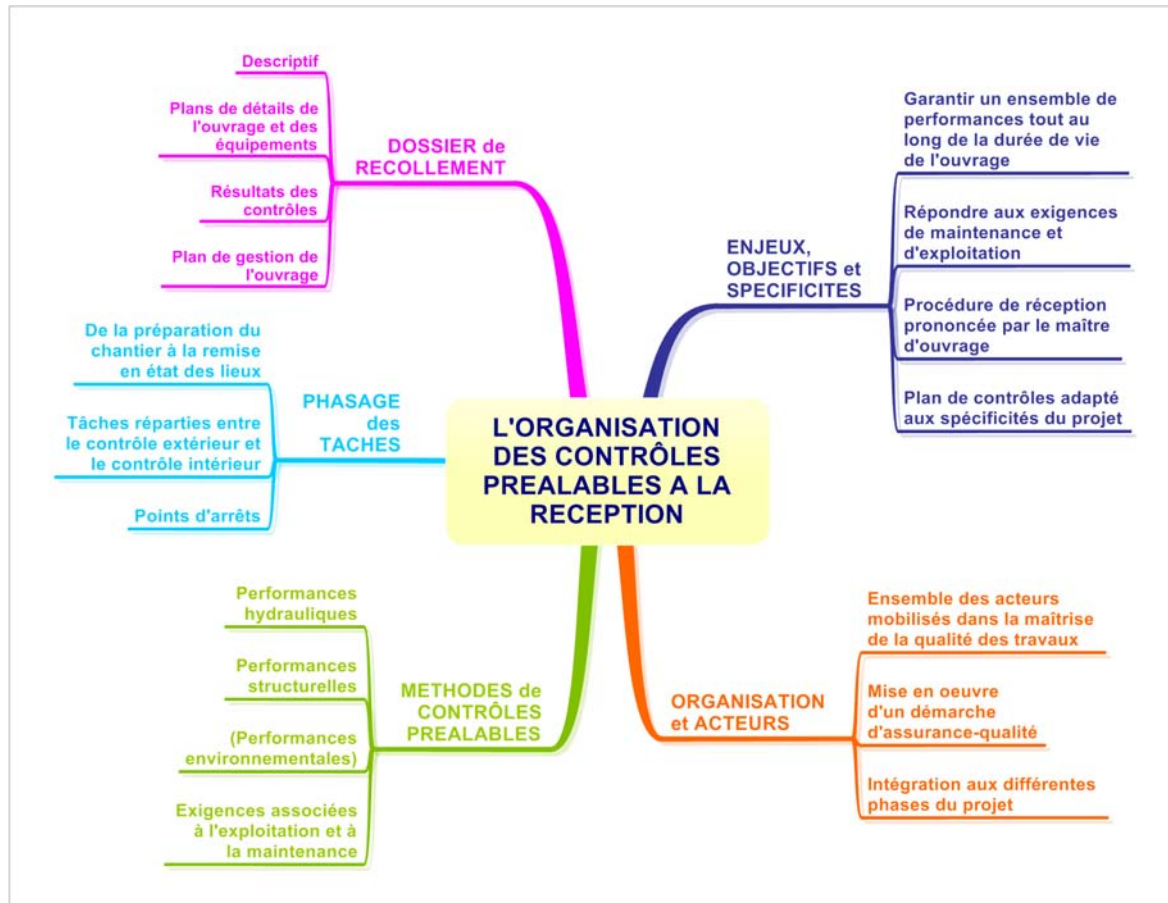 L'ORGANISATION
DES CONTRÔLES
PREALABLES A LA
RECEPTION
ENJEUX,
OBJECTIFS et
SPECIFICITES
Garantir un ensemble de
performances tout au
long de la durée de vie
de l'ouvrage
Répondre aux exigences
de maintenance et
d'exploitation
Procédure de réception
prononcée par le maître
d'ouvrage
Plan de contrôles adapté
aux spécificités du projet
ORGANISATION
et ACTEURS
Ensemble des acteurs
mobilisés dans la maîtrise
de la qualité des travaux
Mise en oeuvre
d'un démarche
d'assurance-qualité
Intégration aux différentes
phases du projet
METHODES de
CONTRÔLES
PREALABLES
Performances
hydrauliques
Performances
structurelles
(Performances
environnementales)
Exigences associées
à l'exploitation et à
la maintenance
PHASAGE
des
TACHES
De la préparation du
chantier à la remise
en état des lieux
Tâches réparties entre
le contrôle extérieur et
le contrôle intérieur
Points d'arrêts
DOSSIER de
RECOLLEMENT
Descriptif
Plans de détails de
l'ouvrage et des
équipements
Résultats des
contrôles
Plan de gestion de
l'ouvrage